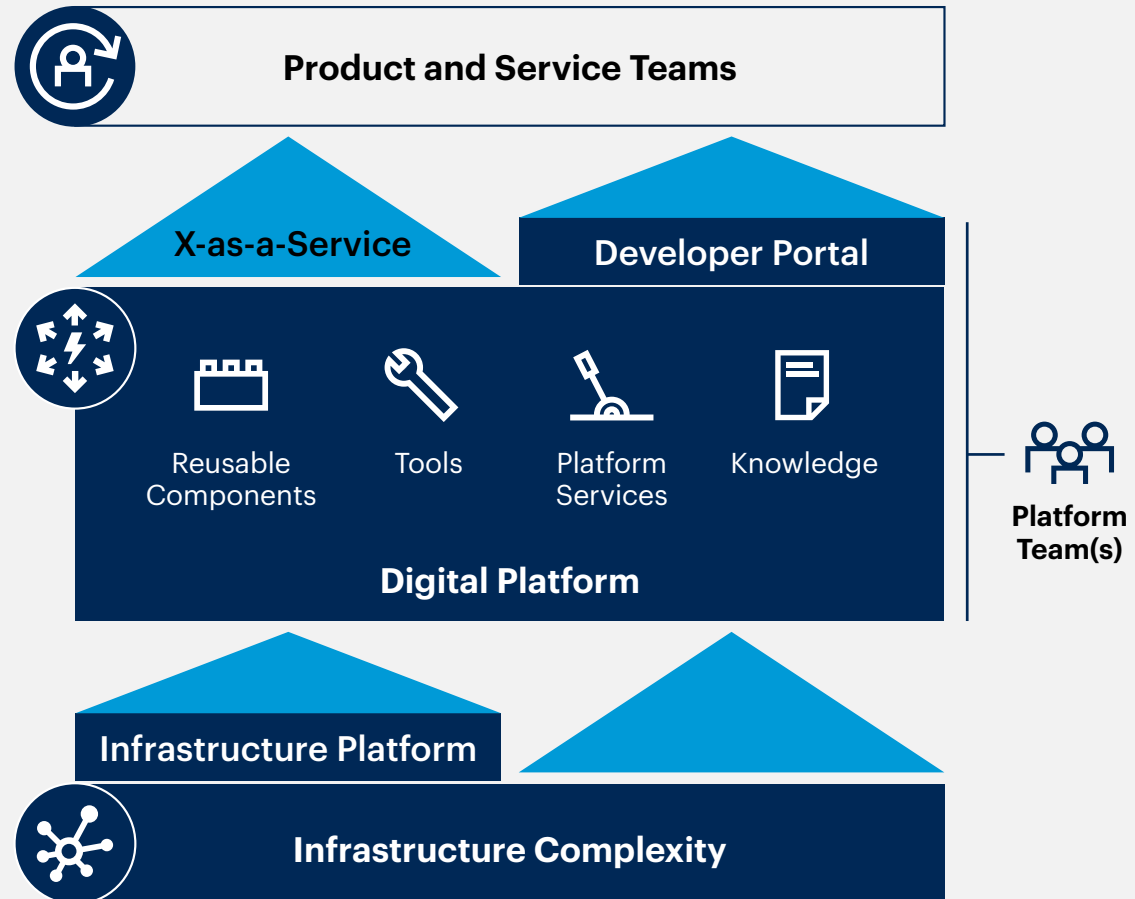 Product and Service Teams
X-as-a-Service
Developer Portal
Reusable
Components
Tools
Platform
Services
Knowledge
Digital Platform
Platform
Team(s)
Infrastructure Platform
Infrastructure Complexity